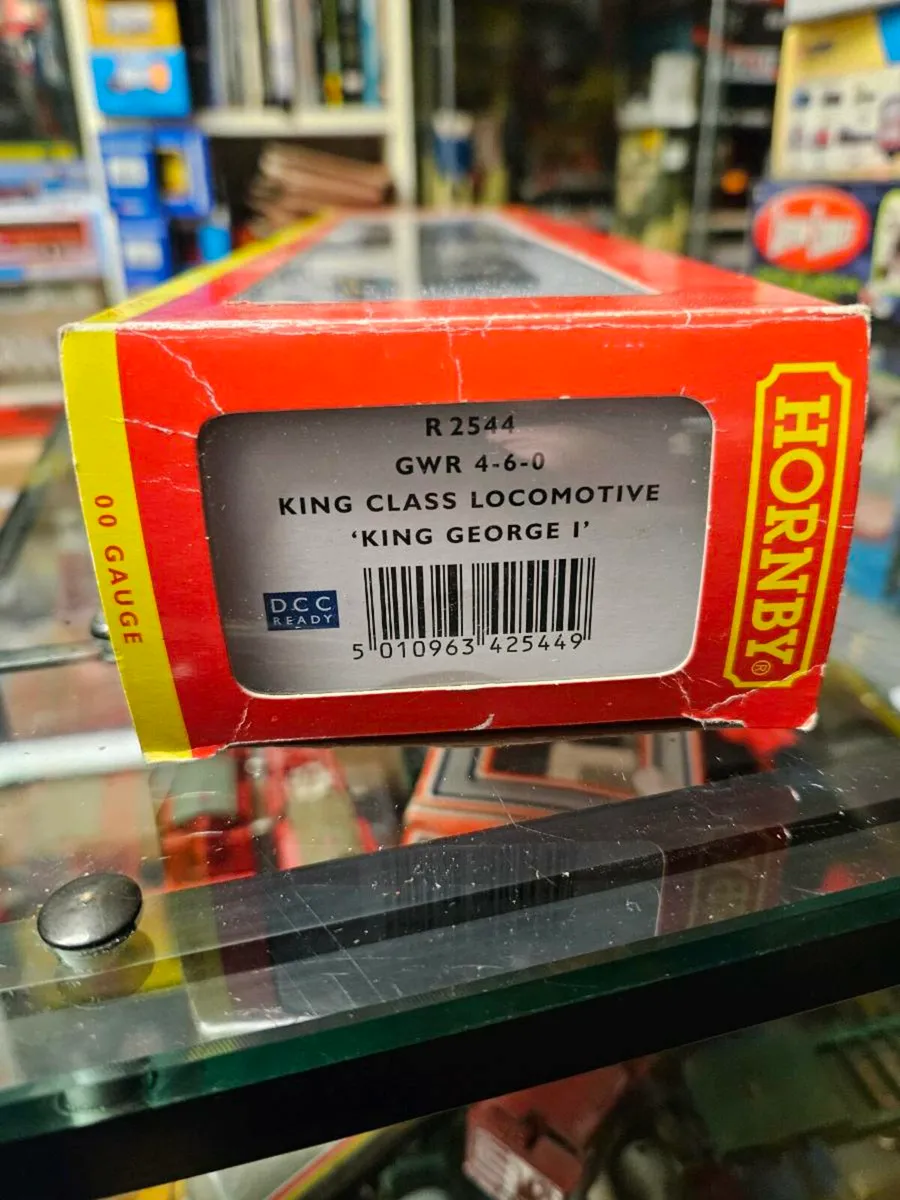 R 2544
GWR 4-6-0
KING CLASS LOCOMOTIVE
'KING GEORGE I'
DCC
READY
5 010963 425449
00 GAUGE
HORNBY®